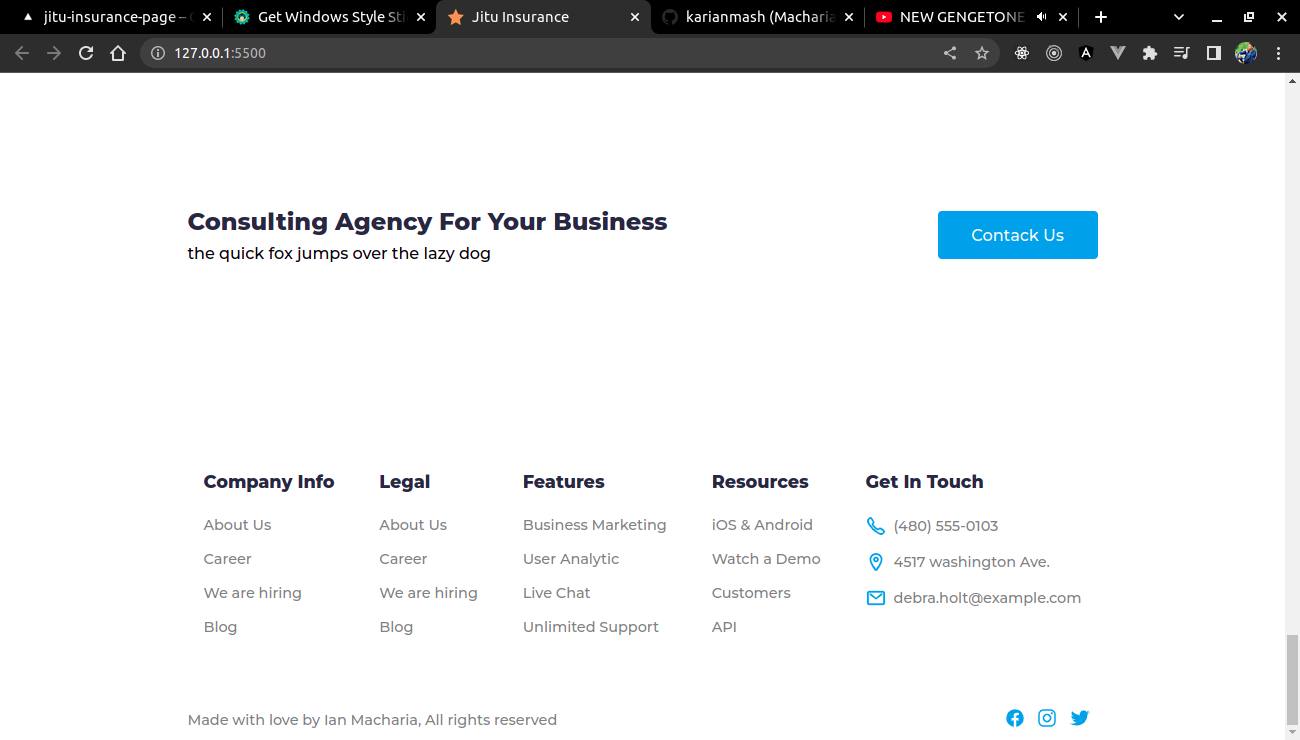 jitu-insurance-page –
Get Windows Style Sti
Jitu Insurance
karianmash (Macharia
NEW GENGETONE
127.0.0.1:5500
Consulting Agency For Your Business
the quick fox jumps over the lazy dog
Contack Us
Company Info
About Us
Career
We are hiring
Blog
Legal
About Us
Career
We are hiring
Blog
Features
Business Marketing
User Analytic
Live Chat
Unlimited Support
Resources
iOS & Android
Watch a Demo
Customers
API
Get In Touch
(480) 555-0103
4517 washington Ave.
debra.holt@example.com
Made with love by Ian Macharia, All rights reserved